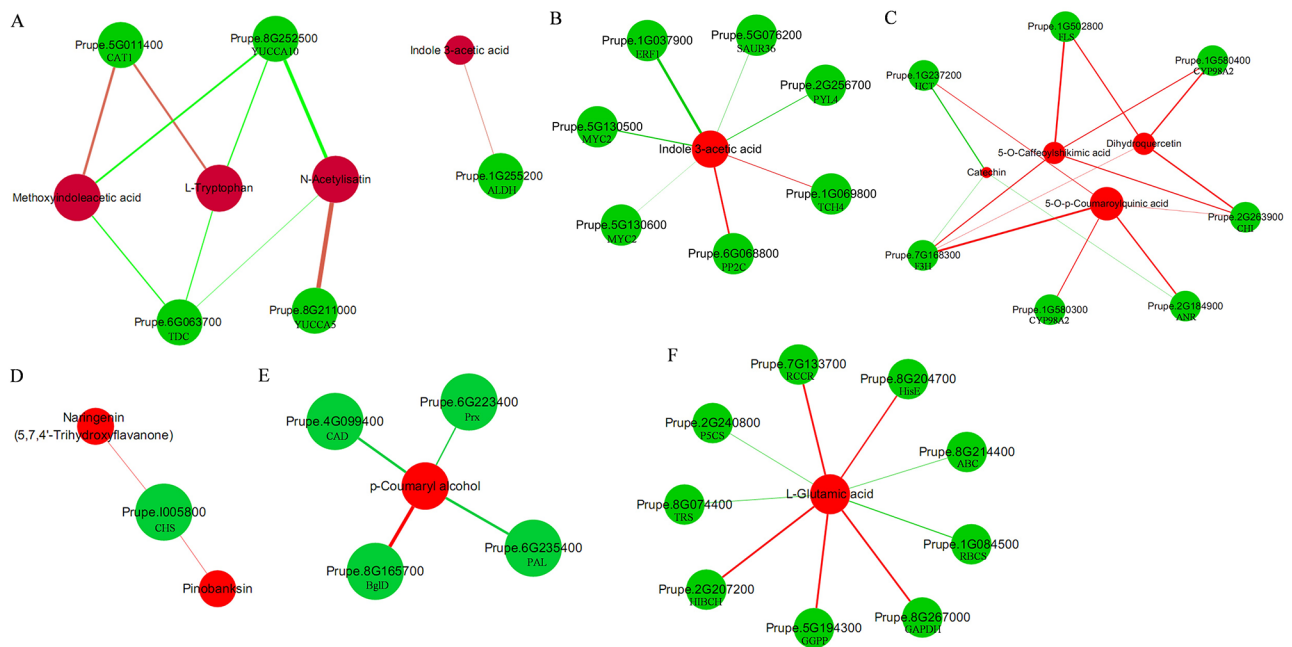 A
Prupe.5G011400
CAT1
Prupe.8G252500
YUCCA10
Indole 3-acetic acid
Methoxyindoleacetic acid
L-Tryptophan
N-Acetylisatin
Prupe.1G255200
ALDH
Prupe.6G063700
TDC
Prupe.8G211000
YUCCA5
B
Prupe.1G037900
ERF1
Prupe.5G076200
SAUR36
Prupe.2G256700
PYL4
Prupe.5G130500
MYC2
Indole 3-acetic acid
Prupe.1G069800
TCH4
Prupe.5G130600
MYC2
Prupe.6G068800
PP2C
C
Prupe.1G502800
FLS
Prupe.1G580400
CYP98A2
Prupe.1G237200
HCT
Dihydroquercetin
5-O-Caffeoylshikimic acid
Catechin
5-O-p-Coumaroylquinic acid
Prupe.2G263900
CHI
Prupe.7G168300
F3H
Prupe.1G580300
CYP98A2
Prupe.2G184900
ANR
D
Naringenin
(5,7,4'-Trihydroxyflavanone)
Prupe.I005800
CHS
Pinobanksin
E
Prupe.4G099400
CAD
Prupe.6G223400
Prx
p-Coumaryl alcohol
Prupe.6G235400
PAL
Prupe.8G165700
BglD
F
Prupe.7G133700
RCCR
Prupe.8G204700
HisE
Prupe.2G240800
P5CS
Prupe.8G214400
ABC
L-Glutamic acid
Prupe.8G074400
TRS
Prupe.1G084500
RBCS
Prupe.2G207200
HIBCH
Prupe.5G194300
GGPP
Prupe.8G267000
GAPDH